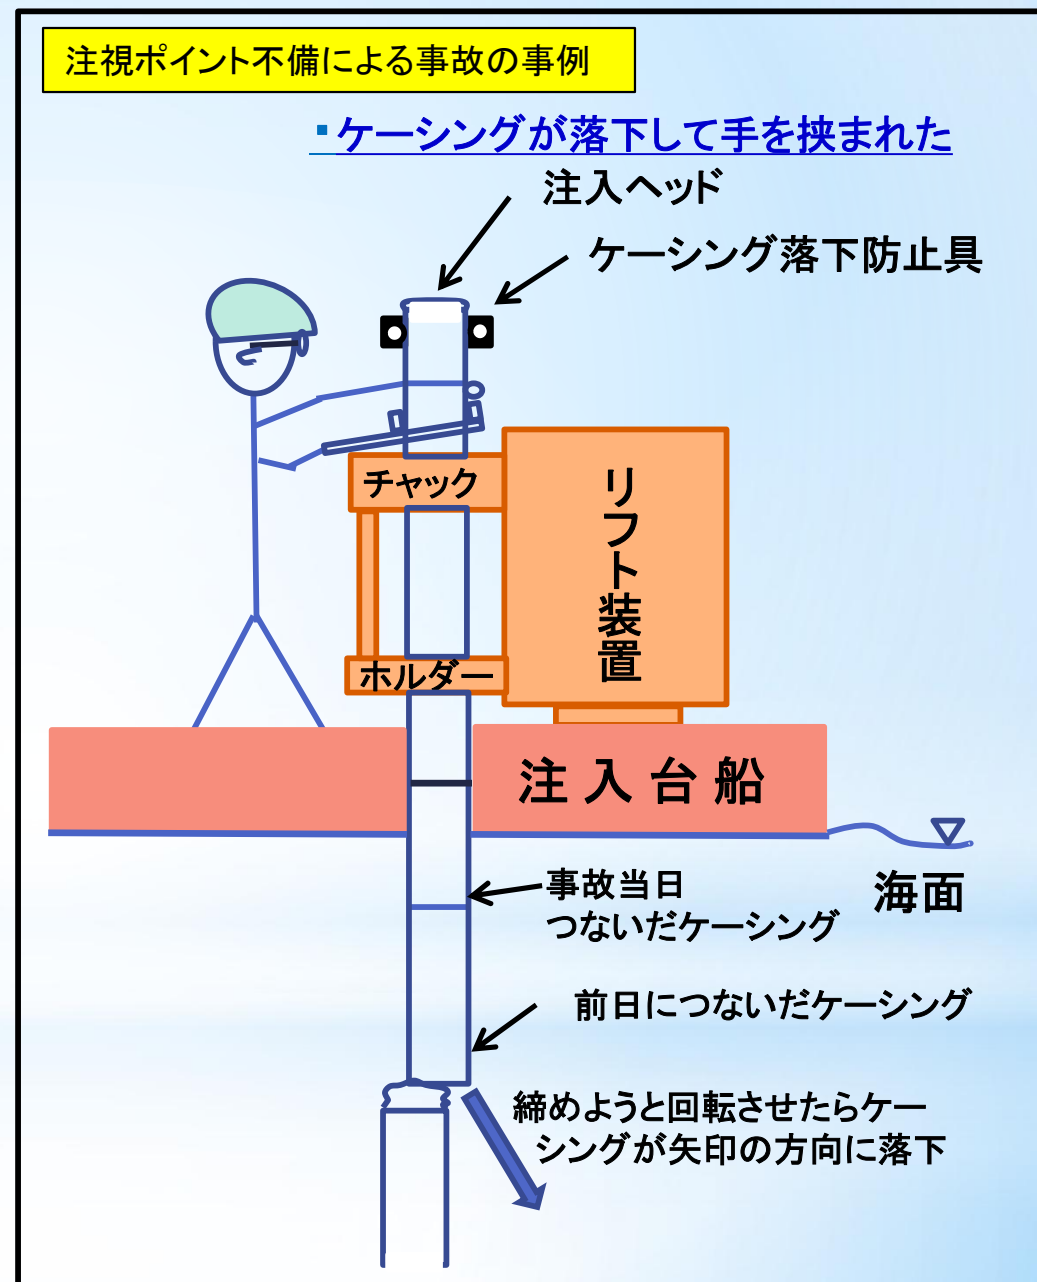 注視ポイント不備による事故の事例
▪ケーシングが落下して手を挟まれた
注入ヘッド
ケーシング落下防止具
チャック
リフト装置
ホルダー
注入台船
海面
事故当日
つないだケーシング
前日につないだケーシング
締めようと回転させたらケー
シングが矢印の方向に落下